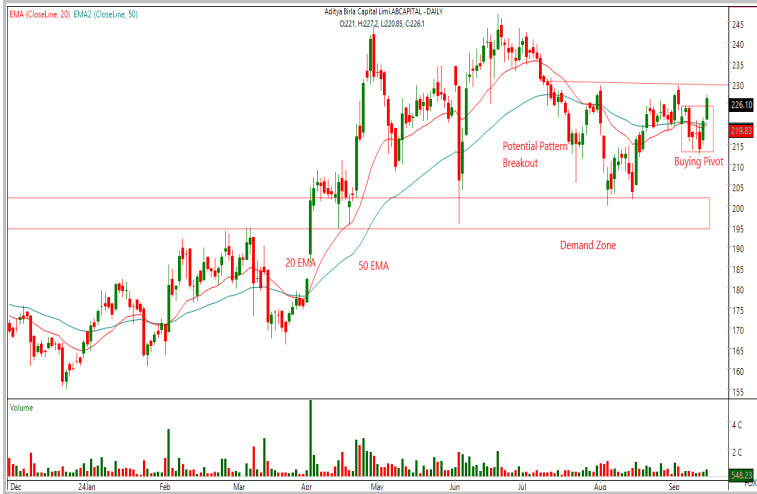 Aditya Birla Capital Limi.ABCAPITAL - DAILY
EMA (CloseLine, 20) EMA2 (CloseLine, 50)
O:221, H:227.2, L:220.85, C:226.1
245
240
235
230
226.10
219.83
215
210
205
200
195
190
185
180
175
170
165
160
155
Potential Pattern
Breakout
Buying Pivot
Demand Zone
20 EMA
50 EMA
Volume
4 C
2 C
548.23
Dec 24Jan Feb Mar Apr May Jun Jul Aug Sep